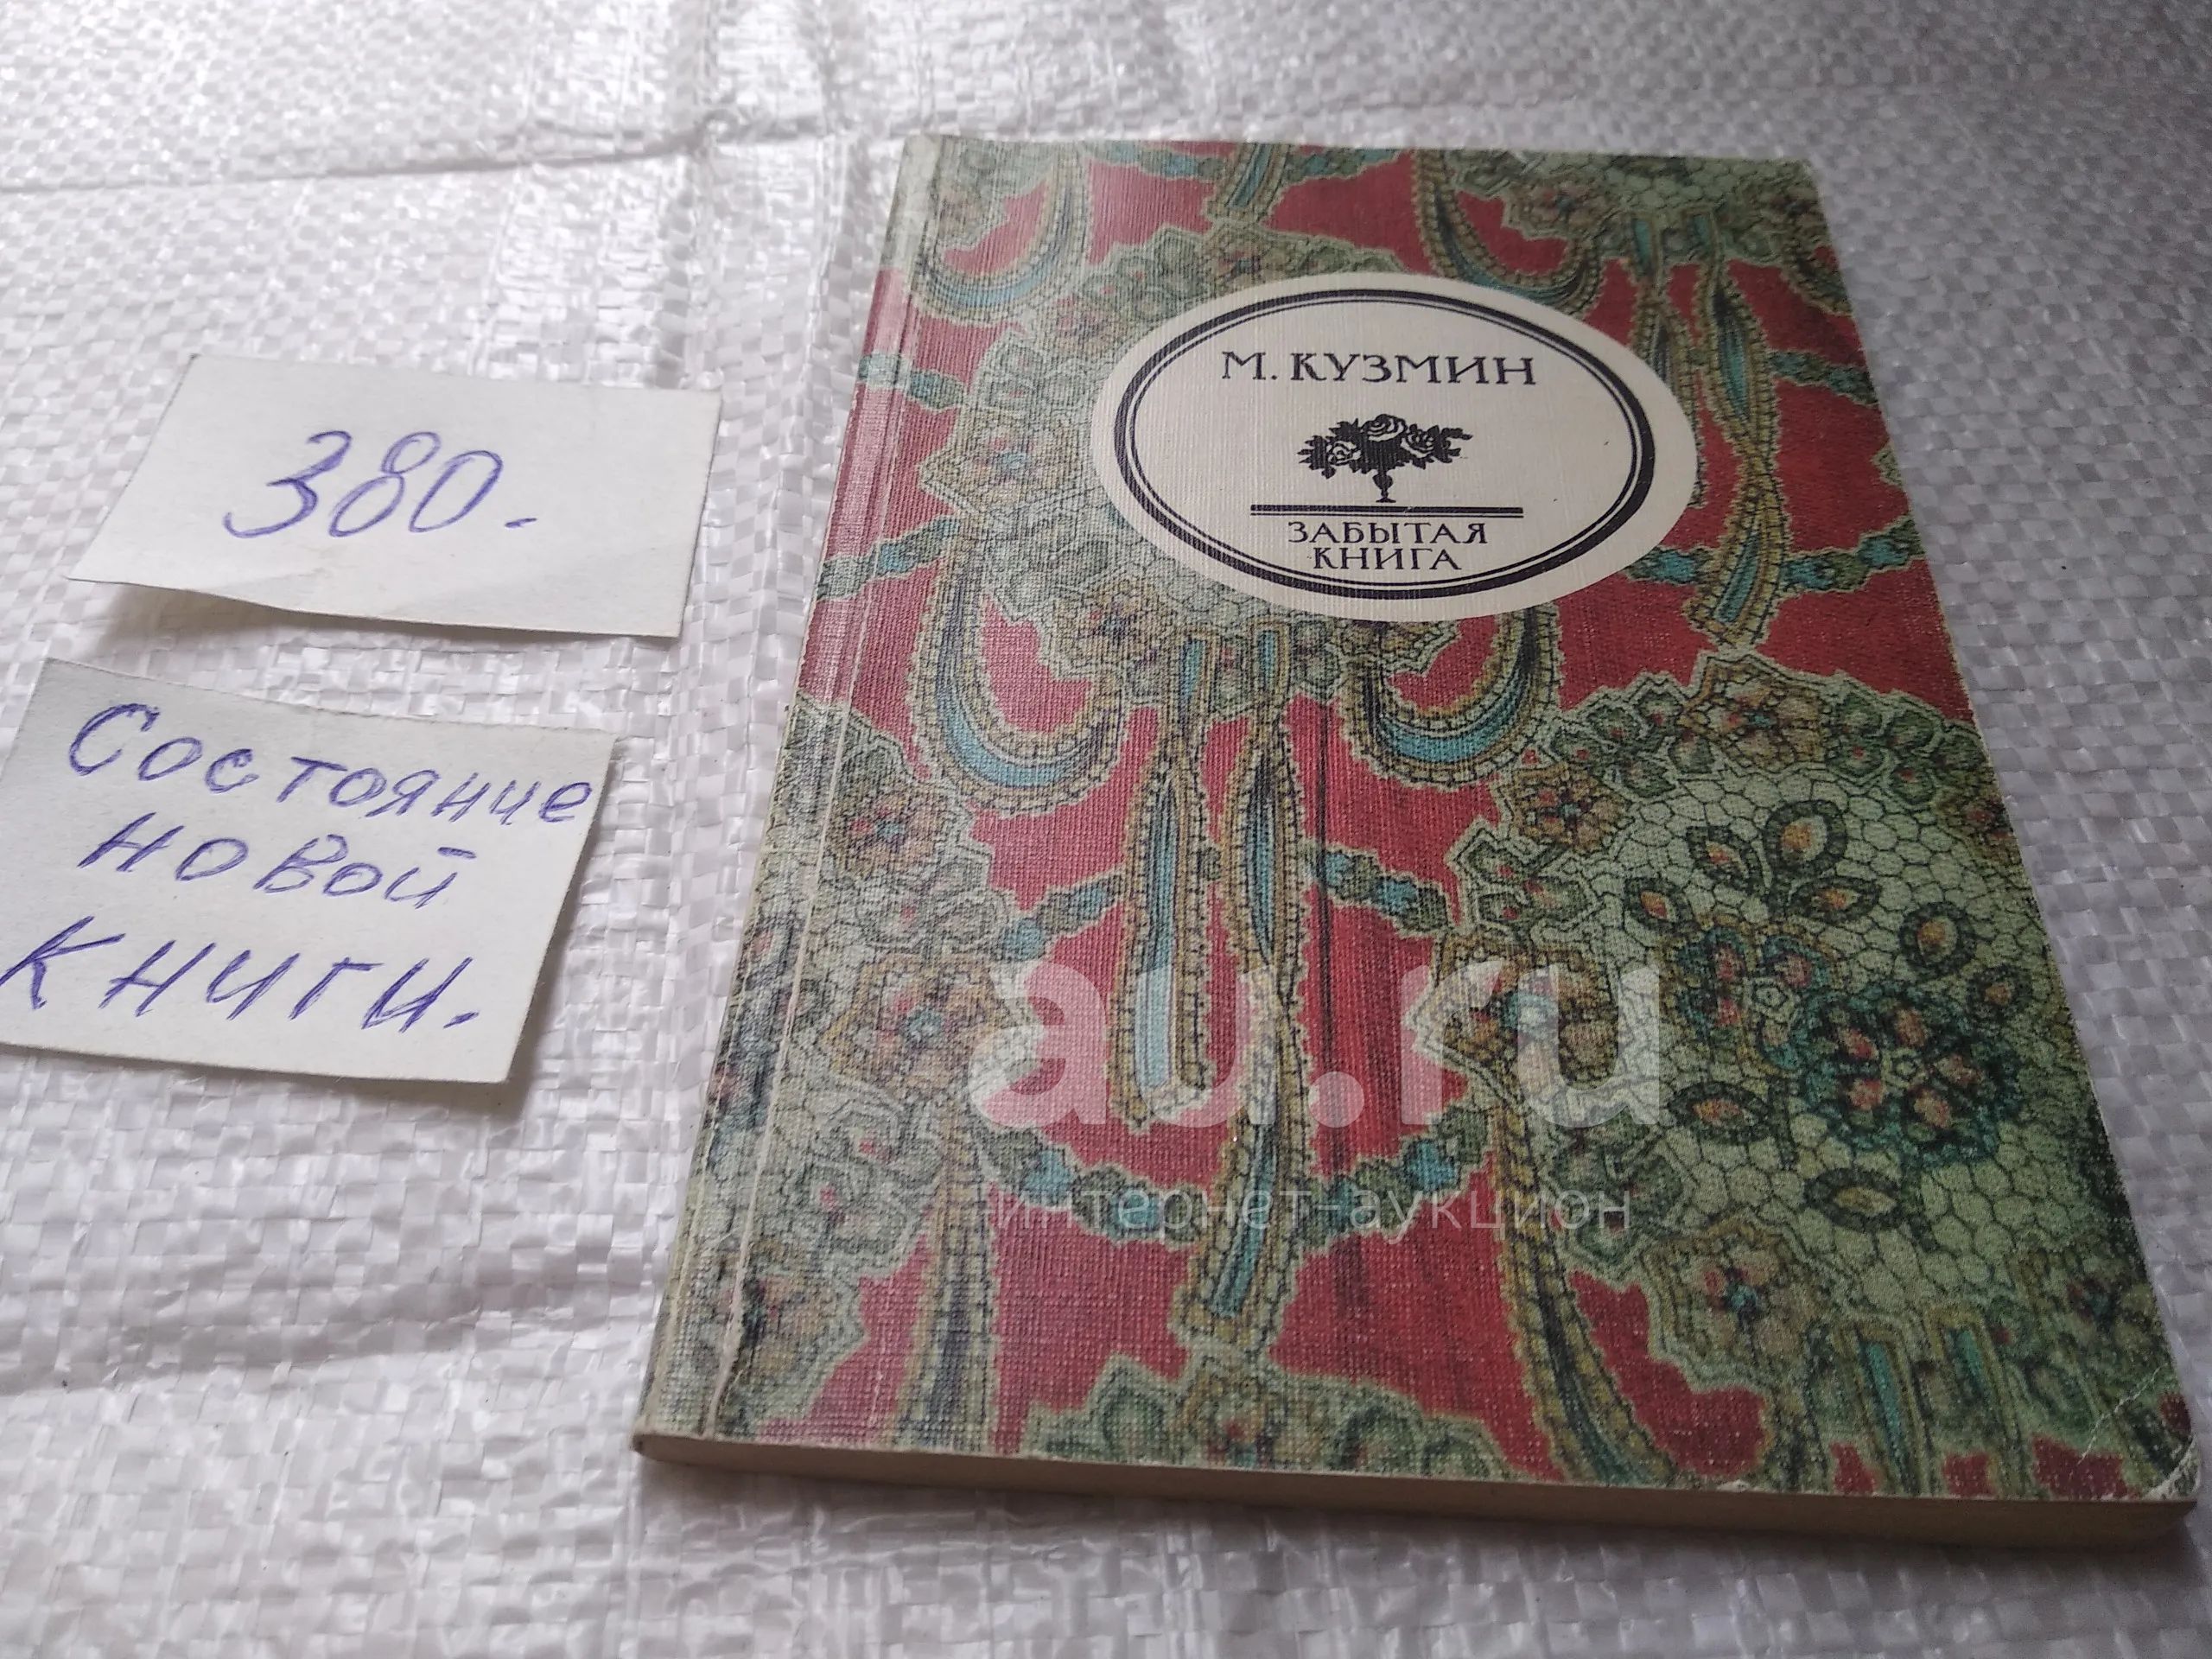 380.
Состояние
новой
книги.
М. КУЗМИН
ЗАБЫТАЯ
КНИГА
au.ru
интернет-аукцион